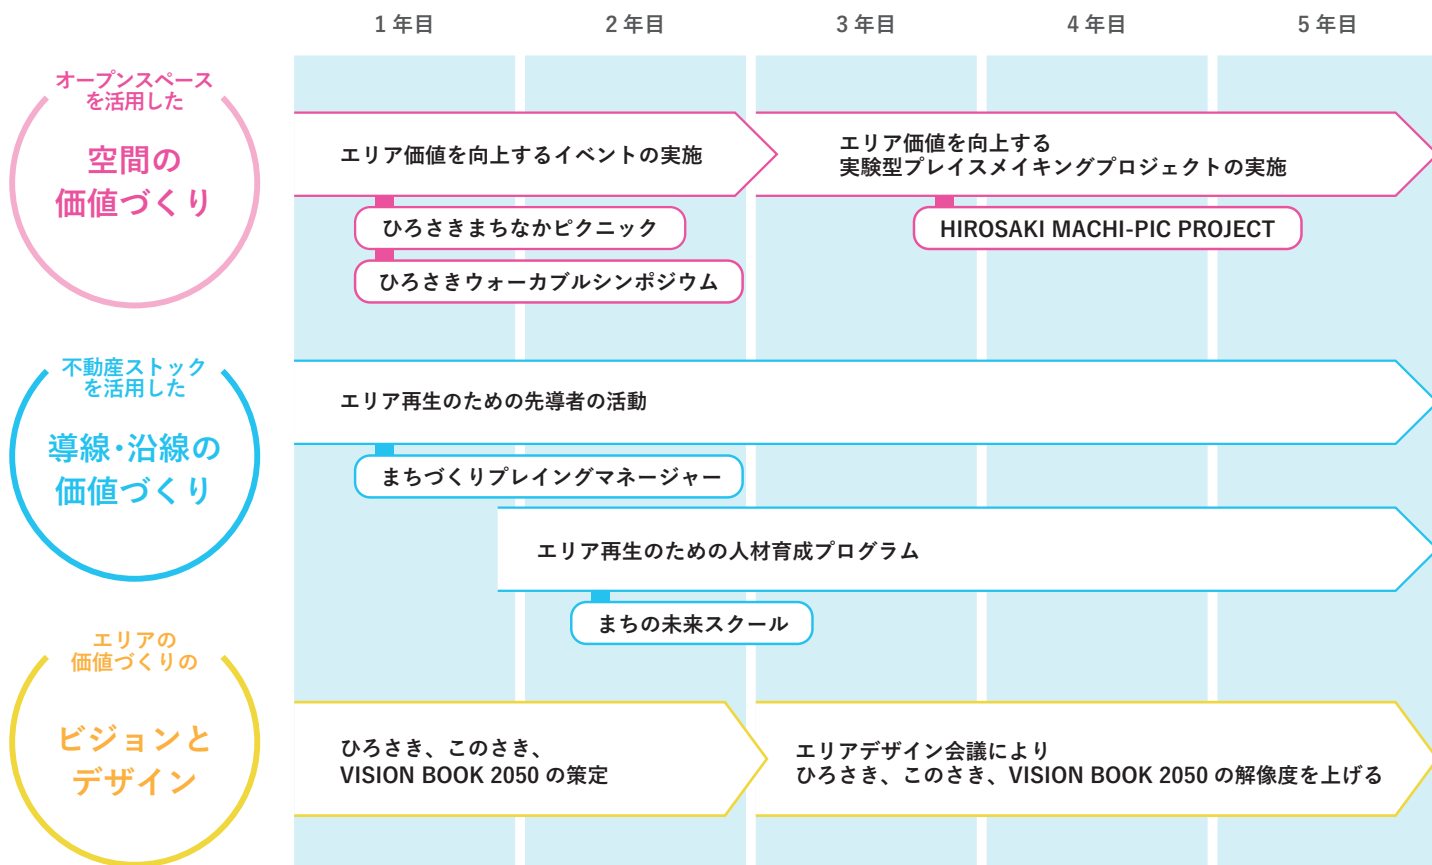 1 年目
2 年目
3 年目
4 年目
5 年目
オープンスペース
を活用した
空間の
価値づくり
エリア価値を向上するイベントの実施
エリア価値を向上する
実験型プレイスメイキングプロジェクトの実施
ひろさきまちなかピクニック
HIROSAKI MACHI-PIC PROJECT
ひろさきウォーカブルシンポジウム
不動産ストック
を活用した
導線・沿線の
価値づくり
エリア再生のための先導者の活動
まちづくりプレイングマネージャー
エリア再生のための人材育成プログラム
まちの未来スクール
エリアの
価値づくりの
ビジョンと
デザイン
ひろさき、このさき、
VISION BOOK 2050 の策定
エリアデザイン会議により
ひろさき、このさき、VISION BOOK 2050 の解像度を上げる